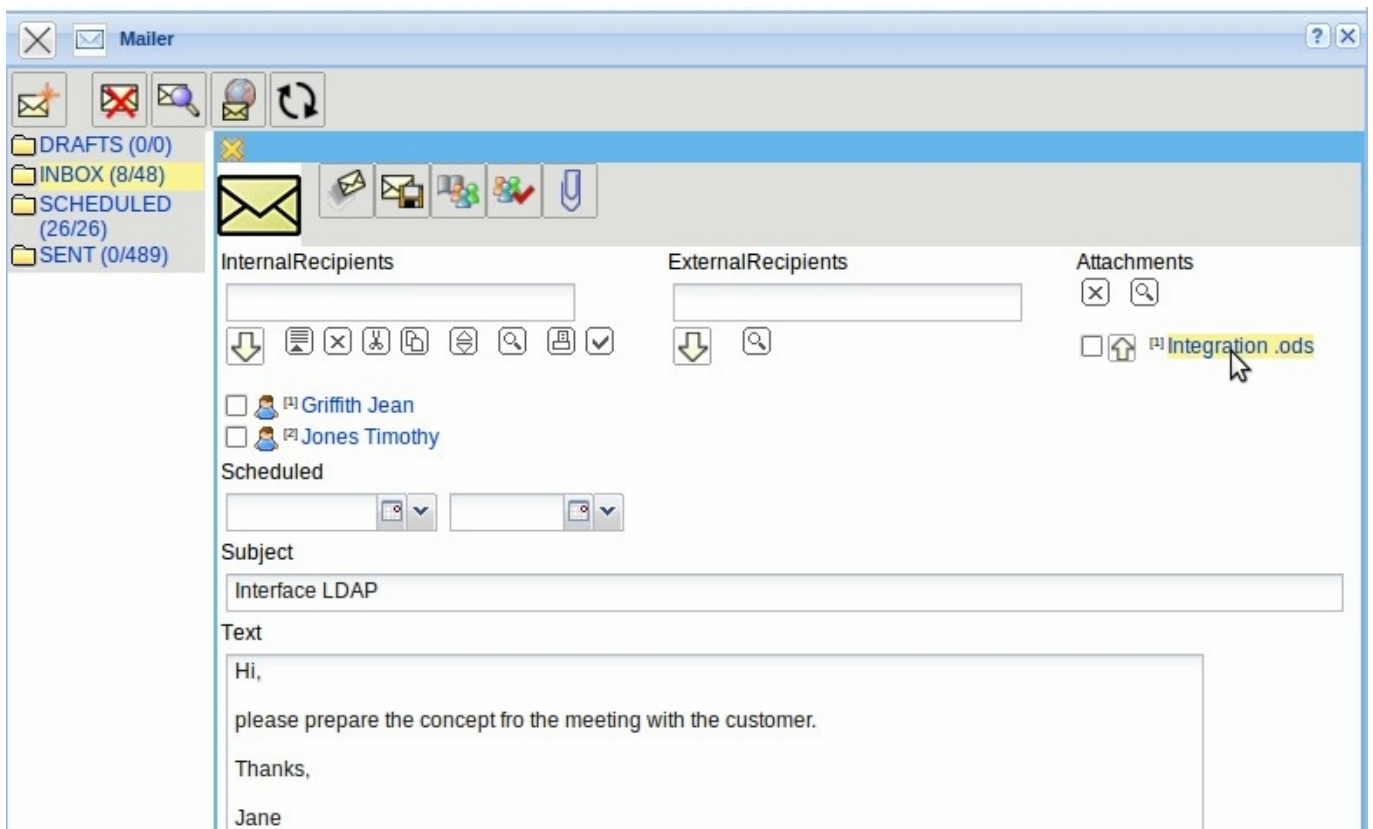 Mailer
DRAFTS (0/0)
INBOX (8/48)
SCHEDULED
(26/26)
SENT (0/489)
InternalRecipients
ExternalRecipients
Attachments
[1] Integration .ods
[1] Griffith Jean
[2] Jones Timothy
Scheduled
Subject
Interface LDAP
Text
Hi,
please prepare the concept fro the meeting with the customer.
Thanks,
Jane